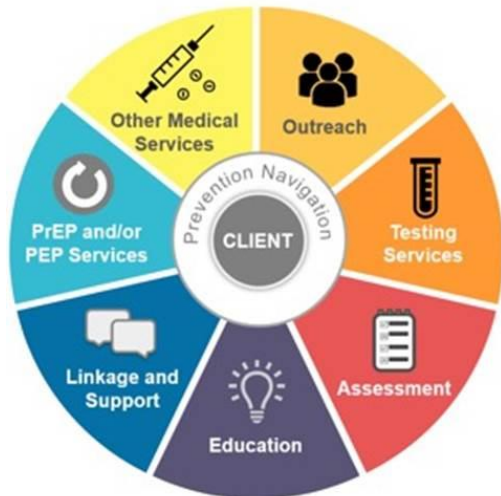 Other Medical
Services
Outreach
Testing
Services
Assessment
Education
Linkage and
Support
PrEP and/or
PEP Services
Prevention Navigation
CLIENT